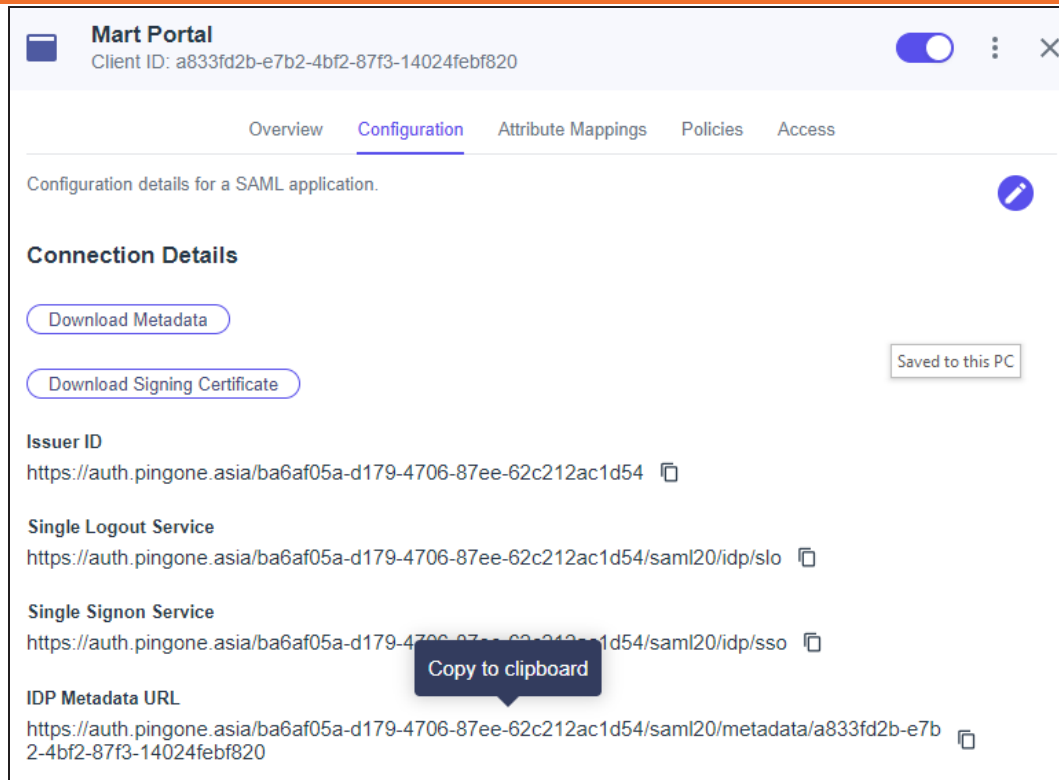 Mart Portal
Client ID: a833fd2b-e7b2-4bf2-87f3-14024febf820
Overview Configuration Attribute Mappings Policies Access
Configuration details for a SAML application.
Connection Details
Download Metadata
Saved to this PC
Download Signing Certificate
Issuer ID
https://auth.pingone.asia/ba6af05a-d179-4706-87ee-62c212ac1d54
Single Logout Service
https://auth.pingone.asia/ba6af05a-d179-4706-87ee-62c212ac1d54/saml20/idp/slo
Single Signon Service
https://auth.pingone.asia/ba6af05a-d179-4706-87ee-62c212ac1d54/saml20/idp/sso
Copy to clipboard
IDP Metadata URL
https://auth.pingone.asia/ba6af05a-d179-4706-87ee-62c212ac1d54/saml20/metadata/a833fd2b-e7b
2-4bf2-87f3-14024febf820